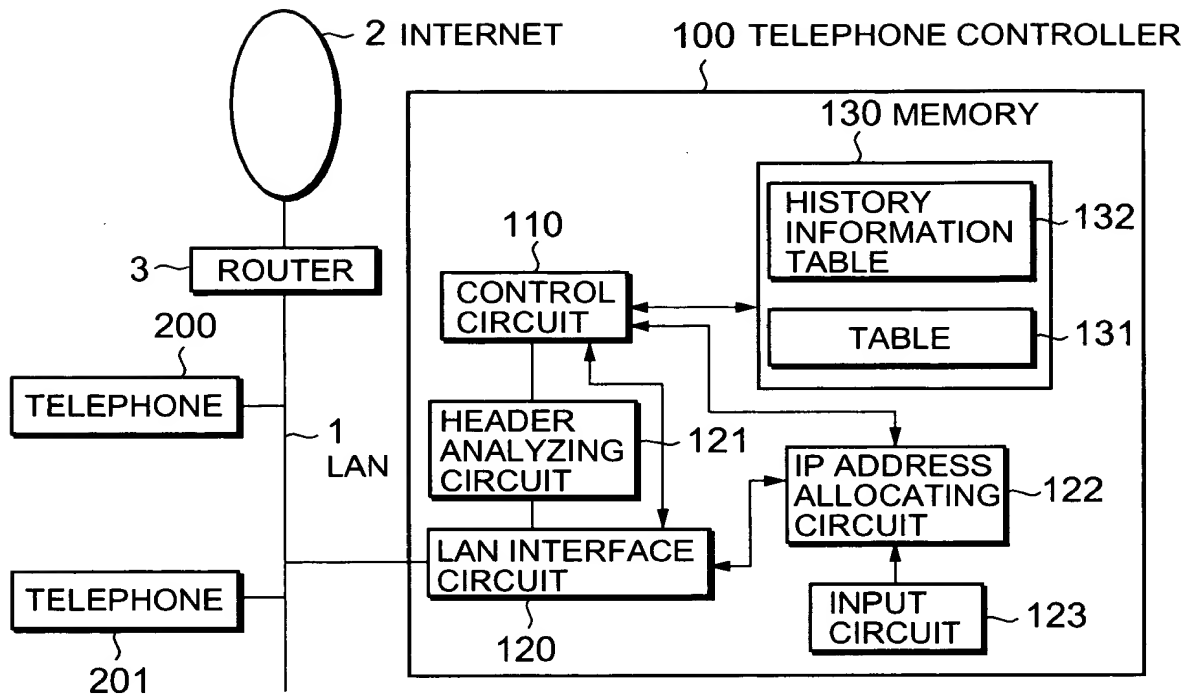 2 INTERNET
100 TELEPHONE CONTROLLER
130 MEMORY
HISTORY
INFORMATION
TABLE
132
110
3
ROUTER
CONTROL
CIRCUIT
TABLE
131
200
TELEPHONE
1
LAN
HEADER
ANALYZING
CIRCUIT
121
IP ADDRESS
ALLOCATING
CIRCUIT
122
LAN INTERFACE
CIRCUIT
TELEPHONE
INPUT
CIRCUIT
123
120
201